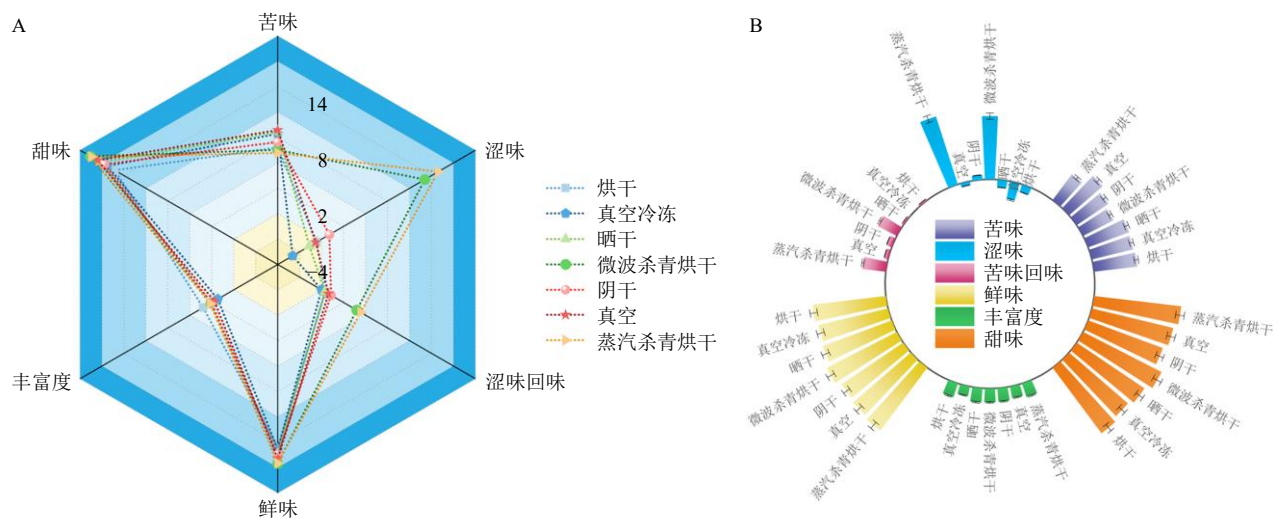 A
苦味
14
甜味
涩味
8
2
-4
丰富度
涩味回味
鲜味
烘干
真空冷冻
晒干
微波杀青烘干
阴干
真空
蒸汽杀青烘干
B
蒸汽杀青烘干
真空
阴干
微波杀青烘干
晒干
真空冷冻
烘干
蒸汽杀青烘干
真空
阴干
微波杀青烘干
晒干
真空冷冻
烘干
蒸汽杀青烘干
真空
阴干
微波杀青烘干
晒干
真空冷冻
烘干
蒸汽杀青烘干
真空
阴干
微波杀青烘干
晒干
真空冷冻
烘干
蒸汽杀青烘干
真空
阴干
微波杀青烘干
晒干
真空冷冻
烘干
蒸汽杀青烘干
真空
阴干
微波杀青烘干
晒干
真空冷冻
烘干
苦味
涩味
苦味回味
鲜味
丰富度
甜味